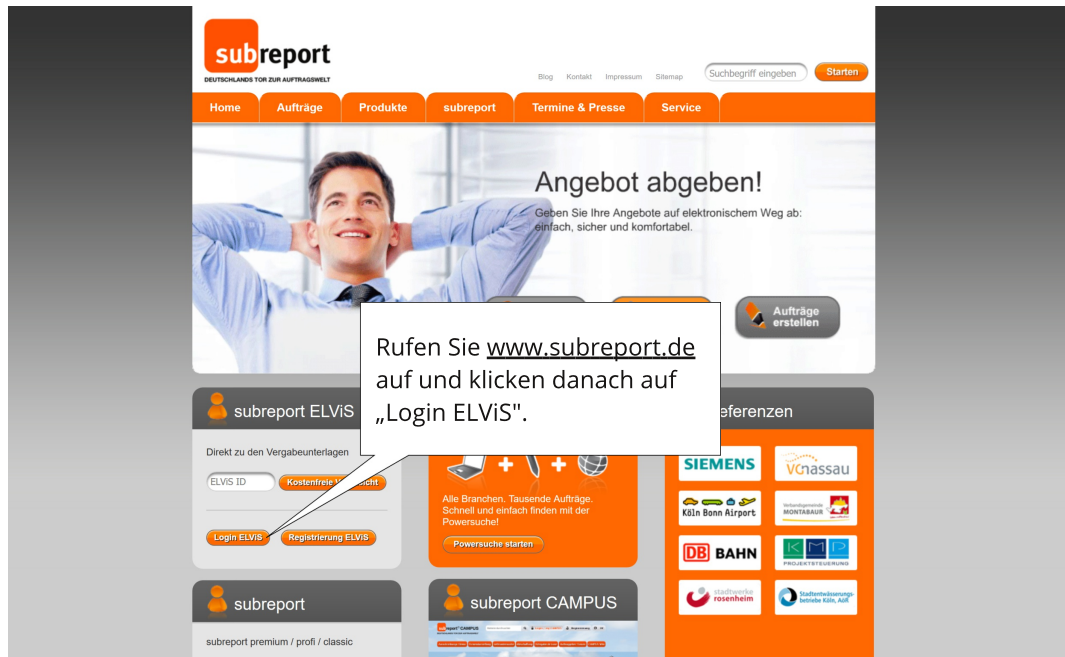 subreport
DEUTSCHLANDS TOR ZUR AUFTRAGSWELT
Blog Kontakt Impressum Sitemap
Suchbegriff eingeben
Starten
Home Aufträge Produkte subreport Termine & Presse Service
Angebot abgeben!
Geben Sie Ihre Angebote auf elektronischem Weg ab:
einfach, sicher und komfortabel.
Aufträge
erstellen
Rufen Sie www.subreport.de
auf und klicken danach auf
„Login ELViS".
subreport ELViS
Direkt zu den Vergabeunterlagen
ELViS ID
Kostenfreie
Login ELViS
Registrierung ELViS
Alle Branchen. Tausende Aufträge.
Schnell und einfach finden mit der
Powersuche!
Powersuche starten
SIEMENS
nassau
Köln Bonn Airport
Verbandsgemeinde
MONTABAUR
DB BAHN
KMP
PROJEKTSTEUERUNG
stadtwerke
rosenheim
Stadtentwässerungs-
betriebe Köln, AöR
subreport
subreport premium / profi / classic
subreport CAMPUS